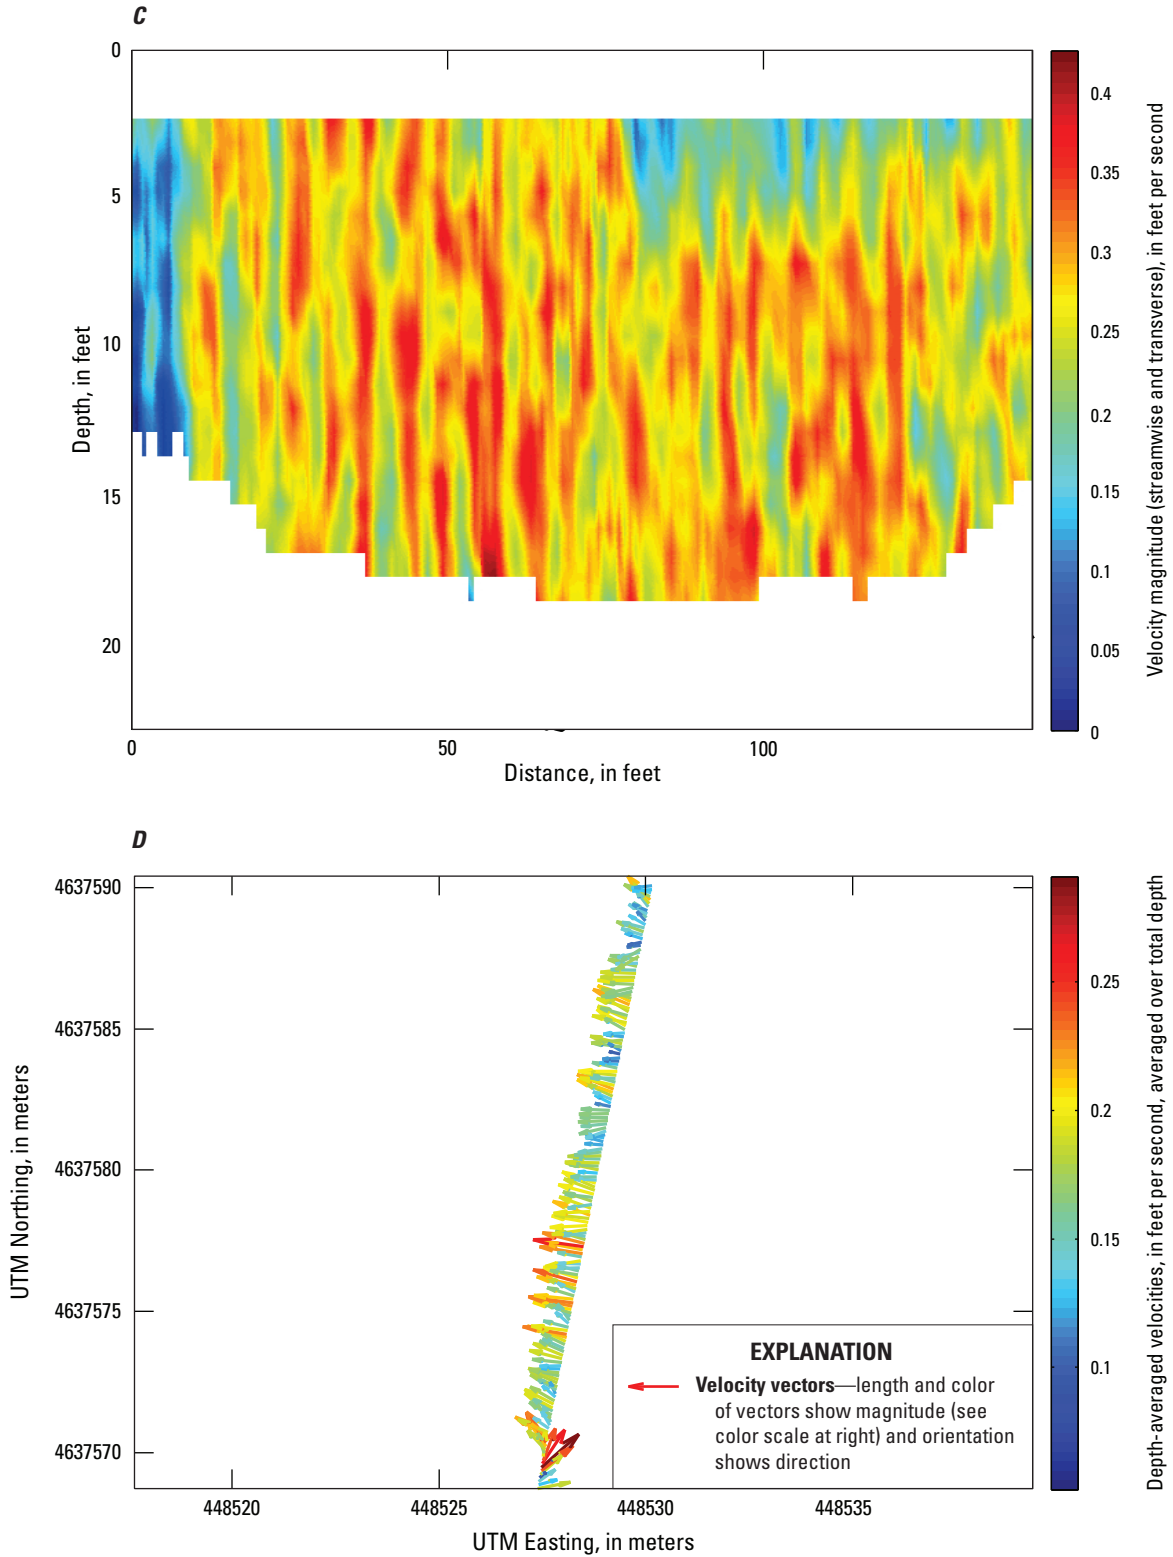 C
0
5
10
15
20
Depth, in feet
0
50
100
Distance, in feet
0.4
0.35
0.3
0.25
0.2
0.15
0.1
0.05
0
Velocity magnitude (streamwise and transverse), in feet per second
D
4637590
4637585
4637580
4637575
4637570
UTM Northing, in meters
448520
448525
448530
448535
UTM Easting, in meters
EXPLANATION
Velocity vectors—length and color
of vectors show magnitude (see
color scale at right) and orientation
shows direction
0.25
0.2
0.15
0.1
Depth-averaged velocities, in feet per second, averaged over total depth